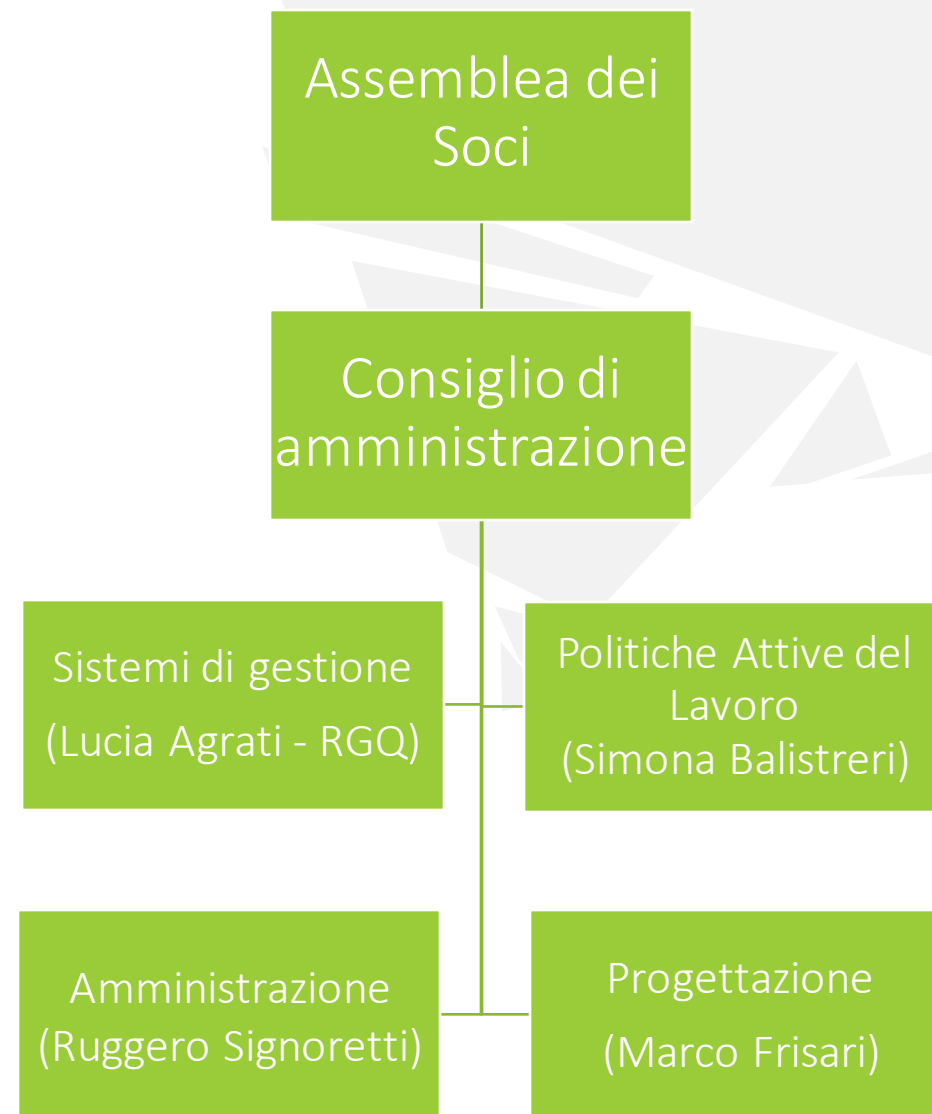 Assemblea dei
Soci
Consiglio di
amministrazione
Sistemi di gestione
(Lucia Agrati - RGQ)
Politiche Attive del
Lavoro
(Simona Balistreri)
Amministrazione
(Ruggero Signoretti)
Progettazione
(Marco Frisari)